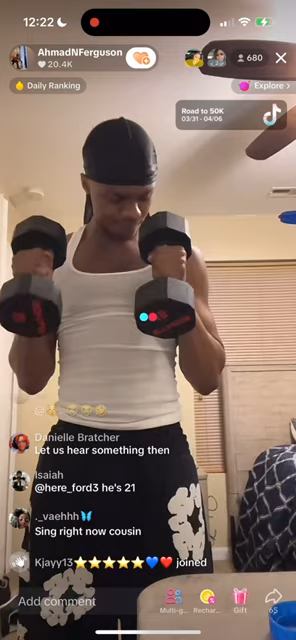 12:22
AhmadNFerguson
20.4K
680
Daily Ranking
Explore >
Road to 50K
03/31 - 04/06
Danielle Bratcher
Let us hear something then
Isaiah
@here_ford3 he's 21
._vaehhh🦋
Sing right now cousin
Kjayy13⭐⭐⭐⭐⭐💙❤️ joined
Add comment
Multi-g...
Rechar...
Gift
65